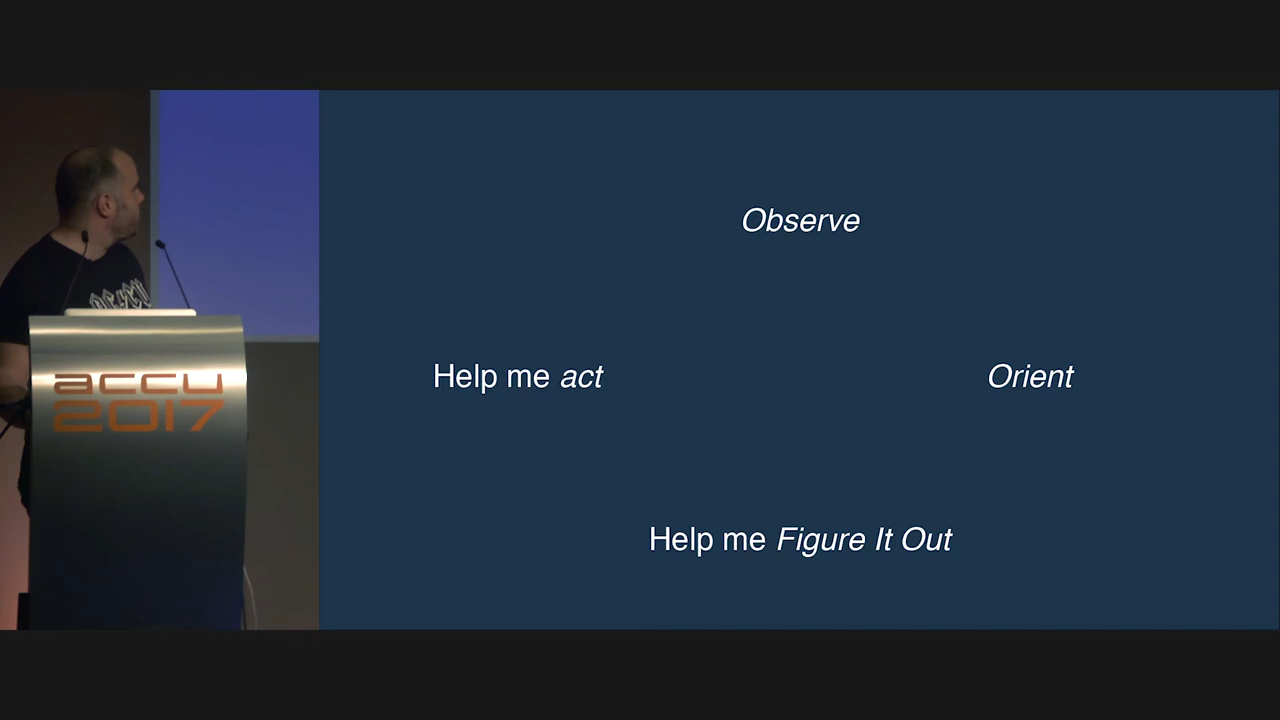 Observe
Help me act
Orient
Help me Figure It Out
accu
2017